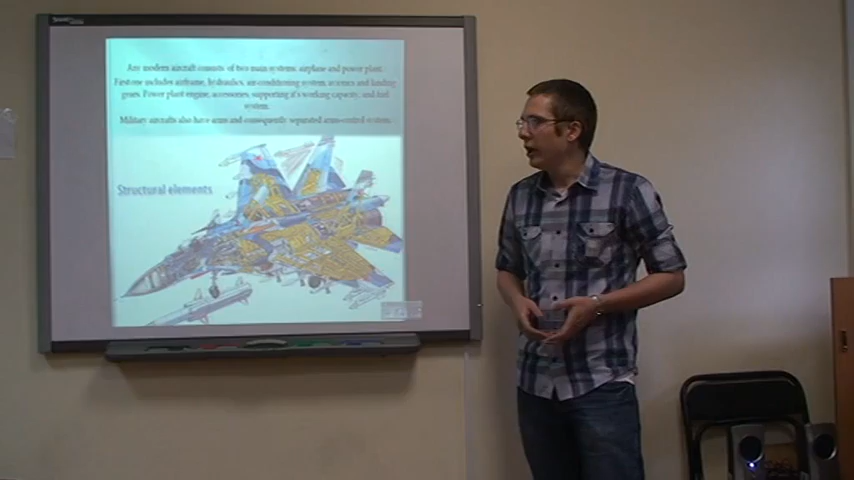 Any modern aircraft consists of two main systems: airplane and power plant.
First one includes airframe, hydraulics, air-conditioning system, avionics and landing
gears. Power plant engine, accessories, supporting it's working capacity, and fuel
system.
Military aircrafts also have arms and consequently separated arms-control system.
Structural elements